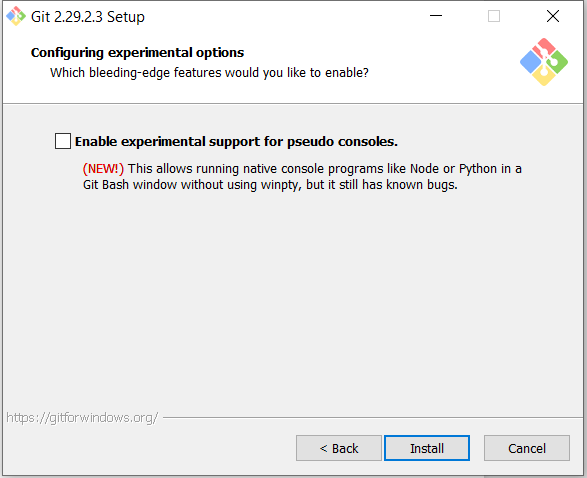 Git 2.29.2.3 Setup
Configuring experimental options
Which bleeding-edge features would you like to enable?
Enable experimental support for pseudo consoles.
(NEW!) This allows running native console programs like Node or Python in a
Git Bash window without using winpty, but it still has known bugs.
https://gitforwindows.org/
< Back
Install
Cancel